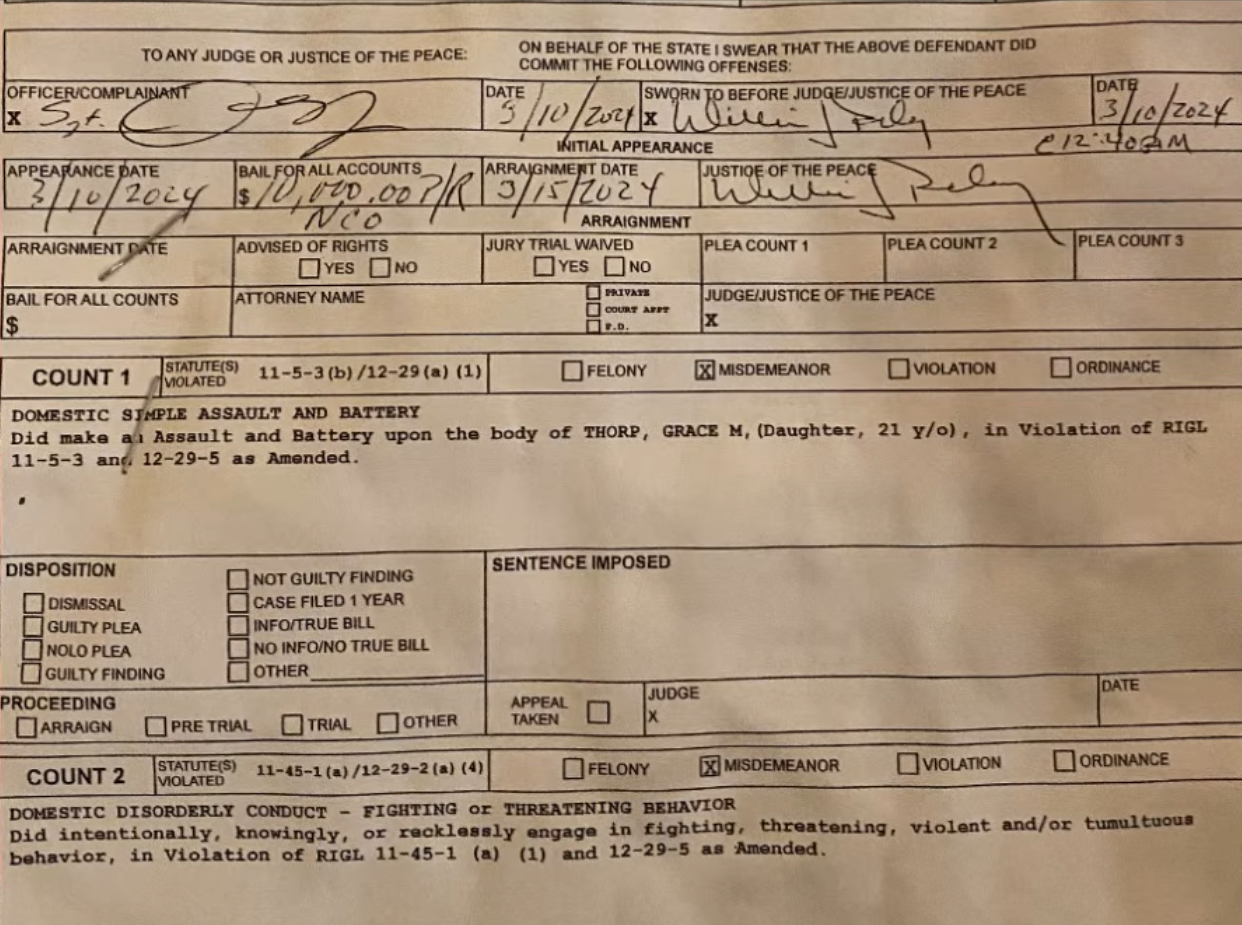 TO ANY JUDGE OR JUSTICE OF THE PEACE:
ON BEHALF OF THE STATE I SWEAR THAT THE ABOVE DEFENDANT DID
COMMIT THE FOLLOWING OFFENSES:
OFFICER/COMPLAINANT
X Sgt.
DATE
3/10/2024
SWORN TO BEFORE JUDGE/JUSTICE OF THE PEACE
X
DATE
3/10/2024
INITIAL APPEARANCE
@ 12:40
APPEARANCE DATE
3/10/2024
BAIL FOR ALL ACCOUNTS
$ 10,000.00 P/R
NCO
ARRAIGNMENT DATE
3/15/2024
JUSTICE OF THE PEACE
ARRAIGNMENT
ARRAIGNMENT DATE
ADVISED OF RIGHTS
YES NO
JURY TRIAL WAIVED
YES NO
PLEA COUNT 1
PLEA COUNT 2
PLEA COUNT 3
BAIL FOR ALL COUNTS
$
ATTORNEY NAME
PRIVATE
COURT APPT
P.D.
JUDGE/JUSTICE OF THE PEACE
X
COUNT 1
STATUTE(S)
VIOLATED
11-5-3(b)/12-29(a)(1)
FELONY X MISDEMEANOR VIOLATION ORDINANCE
DOMESTIC SIMPLE ASSAULT AND BATTERY
Did make an Assault and Battery upon the body of THORP, GRACE M,(Daughter, 21 y/o), in Violation of RIGL
11-5-3 and 12-29-5 as Amended.
DISPOSITION
DISMISSAL
GUILTY PLEA
NOLO PLEA
GUILTY FINDING
NOT GUILTY FINDING
CASE FILED 1 YEAR
INFO/TRUE BILL
NO INFO/NO TRUE BILL
OTHER
SENTENCE IMPOSED
PROCEEDING
ARRAIGN PRE TRIAL TRIAL OTHER
APPEAL
TAKEN
JUDGE
X
DATE
COUNT 2
STATUTE(S)
VIOLATED
11-45-1(a)/12-29-2(a)(4)
FELONY X MISDEMEANOR VIOLATION ORDINANCE
DOMESTIC DISORDERLY CONDUCT - FIGHTING or THREATENING BEHAVIOR
Did intentionally, knowingly, or recklessly engage in fighting, threatening, violent and/or tumultuous
behavior, in Violation of RIGL 11-45-1 (a) (1) and 12-29-5 as Amended.